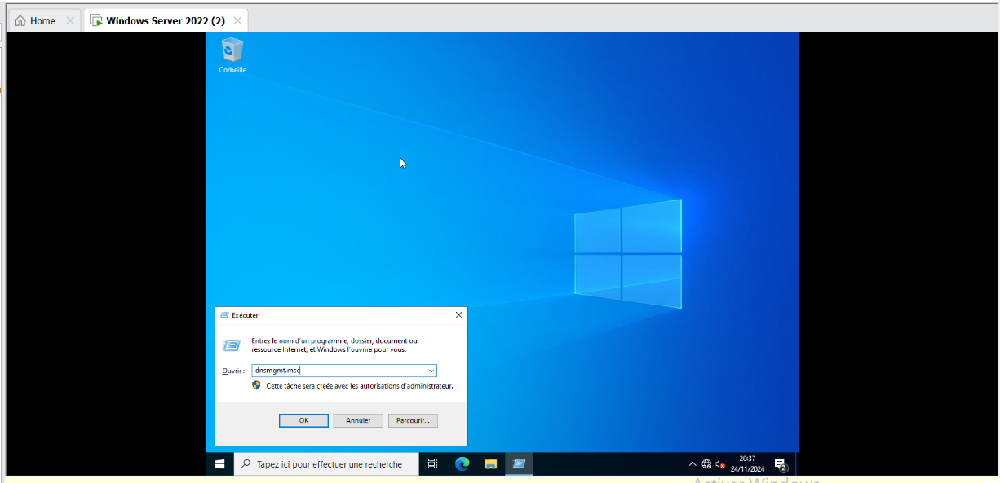 Home
Windows Server 2022 (2)
Corbeille
Exécuter
Entrez le nom d'un programme, dossier, document ou
ressource Internet, et Windows l'ouvrira pour vous.
Ouvrir :
dnsmgmt.msc
Cette tâche sera créée avec les autorisations d'administrateur.
OK
Annuler
Parcourir...
Tapez ici pour effectuer une recherche
20:37
24/11/2024
2
Activer Windows